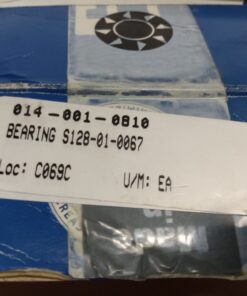 014-001-0810
BEARING S128-01-0067
Loc: C069C
U/M: EA